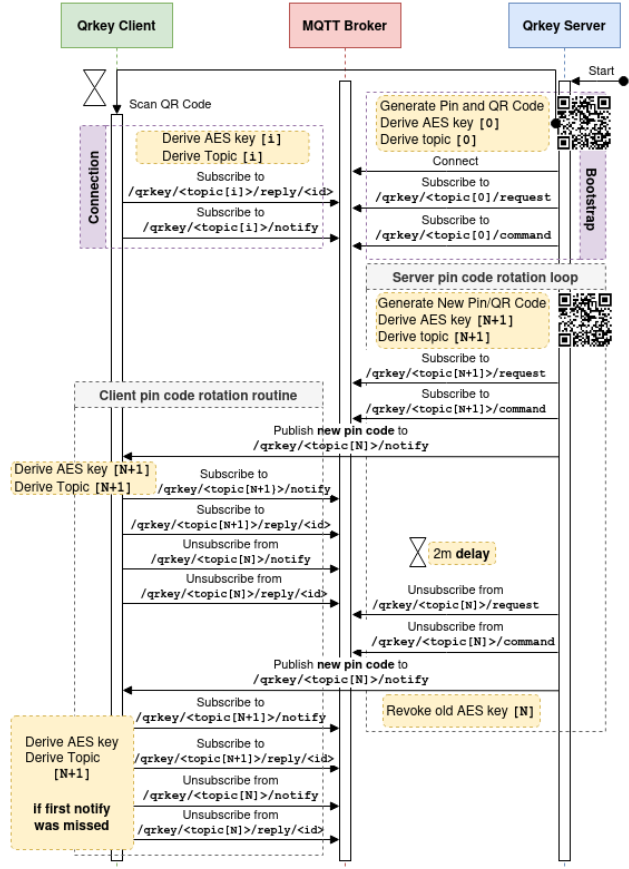 Qrkey Client
MQTT Broker
Qrkey Server
Start
Scan QR Code
Generate Pin and QR Code
Derive AES key [0]
Derive topic [0]
Bootstrap
Connection
Derive AES key [i]
Derive Topic [i]
Connect
Subscribe to
/qrkey/<topic[i]>/reply/<id>
Subscribe to
/qrkey/<topic[0]/request
Subscribe to
/qrkey/<topic[i]>/notify
Subscribe to
/qrkey/<topic[0]/command
Server pin code rotation loop
Generate New Pin/QR Code
Derive AES key [N+1]
Derive topic [N+1]
Subscribe to
/qrkey/<topic[N+1]>/request
Subscribe to
/qrkey/<topic[N+1]>/command
Client pin code rotation routine
Publish new pin code to
/qrkey/<topic[N]>/notify
Derive AES key [N+1]
Derive Topic [N+1]
Subscribe to
/qrkey/<topic[N+1)>/notify
Subscribe to
/qrkey/<topic[N+1]>/reply/<id>
Unsubscribe from
/qrkey/<topic[N]>/notify
2m delay
Unsubscribe from
/qrkey/<topic[N]>/reply/<id>
Unsubscribe from
/qrkey/<topic[N]>/request
Unsubscribe from
/qrkey/<topic[N]>/command
Publish new pin code to
/qrkey/<topic[N]>/notify
Revoke old AES key [N]
Subscribe to
/qrkey/<topic[N+1]>/notify
Derive AES key
Derive Topic
[N+1]
if first notify
was missed
Subscribe to
/qrkey/<topic[N+1]>/reply/<id>
Unsubscribe from
/qrkey/<topic[N]>/notify
Unsubscribe from
/qrkey/<topic[N]>/reply/<id>